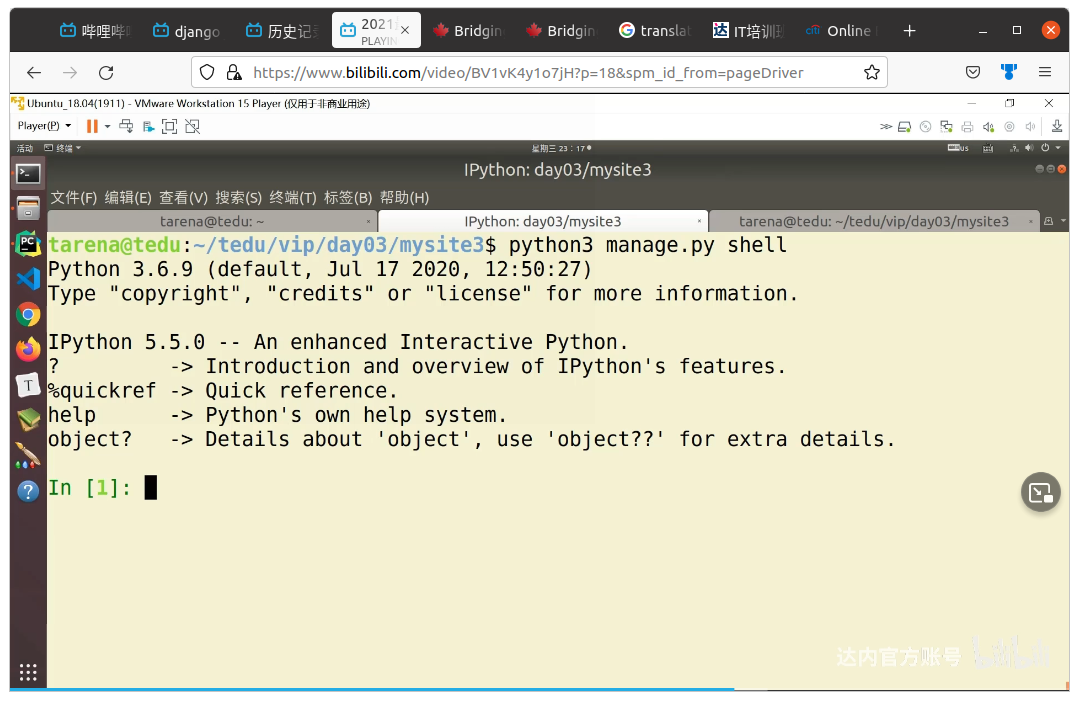 哔哩哔
django
历史记录
2021
PLAYIN
Bridgin
Bridgin
translat
IT培训
Online
https://www.bilibili.com/video/BV1vK4y1o7jH?p=18&spm_id_from=pageDriver
Ubuntu_18.04(1911) - VMware Workstation 15 Player (仅用于非商业用途)
Player(P)
活动 终端 星期三 23：17
IPython: day03/mysite3
文件(F) 编辑(E) 查看(V) 搜索(S) 终端(T) 标签(B) 帮助(H)
tarena@tedu: ~
IPython: day03/mysite3
tarena@tedu: ~/tedu/vip/day03/mysite3
tarena@tedu:~/tedu/vip/day03/mysite3$ python3 manage.py shell
Python 3.6.9 (default, Jul 17 2020, 12:50:27)
Type "copyright", "credits" or "license" for more information.
IPython 5.5.0 -- An enhanced Interactive Python.
? -> Introduction and overview of IPython's features.
%quickref -> Quick reference.
help -> Python's own help system.
object? -> Details about 'object', use 'object??' for extra details.
In [1]:
达内官方账号